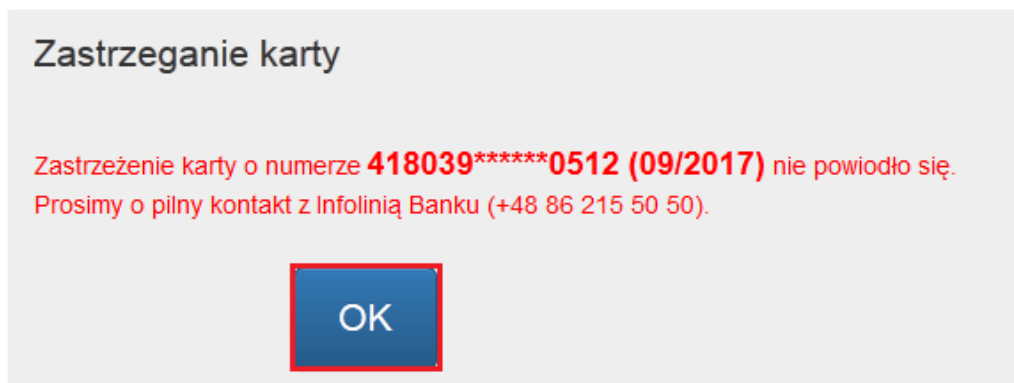 Zastrzeganie karty
Zastrzeżenie karty o numerze 418039******0512 (09/2017) nie powiodło się.
Prosimy o pilny kontakt z Infolinią Banku (+48 86 215 50 50).
OK